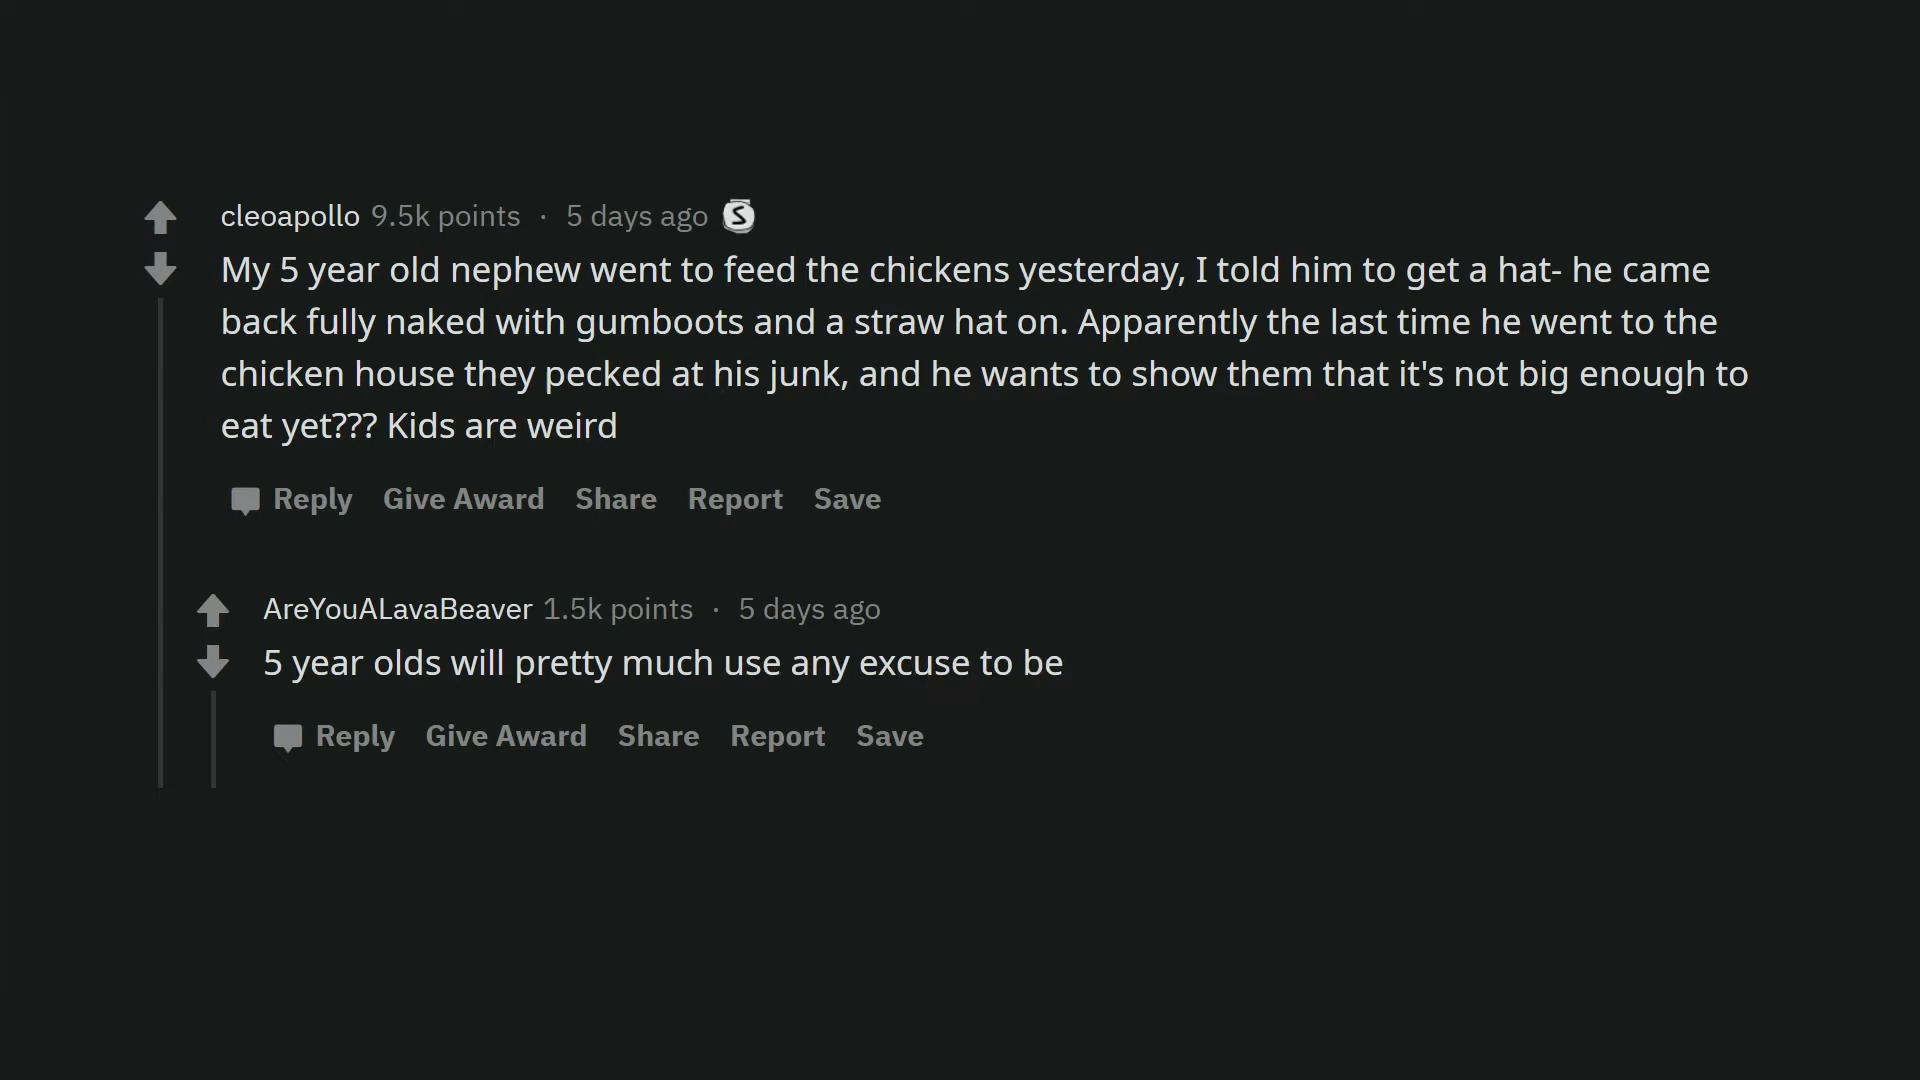 cleoapollo 9.5k points · 5 days ago
My 5 year old nephew went to feed the chickens yesterday, I told him to get a hat- he came
back fully naked with gumboots and a straw hat on. Apparently the last time he went to the
chicken house they pecked at his junk, and he wants to show them that it's not big enough to
eat yet??? Kids are weird
Reply Give Award Share Report Save
AreYouALavaBeaver 1.5k points · 5 days ago
5 year olds will pretty much use any excuse to be
Reply Give Award Share Report Save